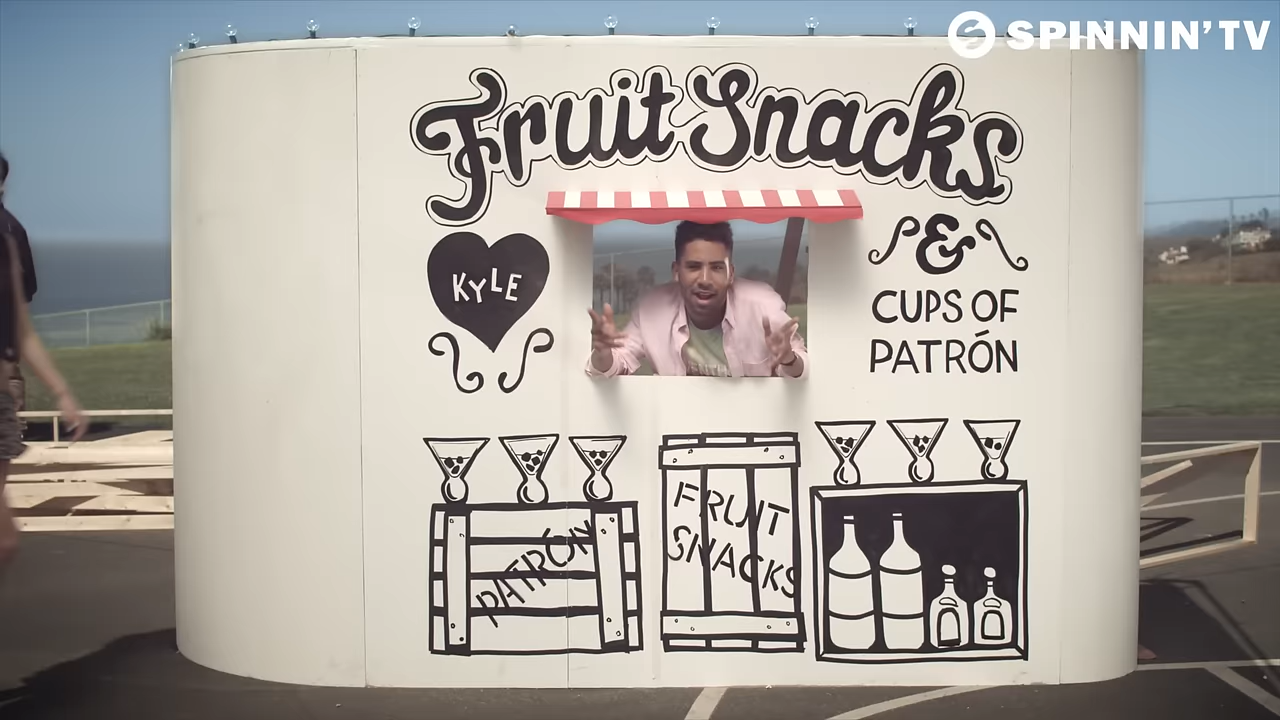 SPINNIN' TV
Fruit Snacks
KYLE
&
CUPS OF
PATRÓN
PATRÓN
FRUIT
SNACKS